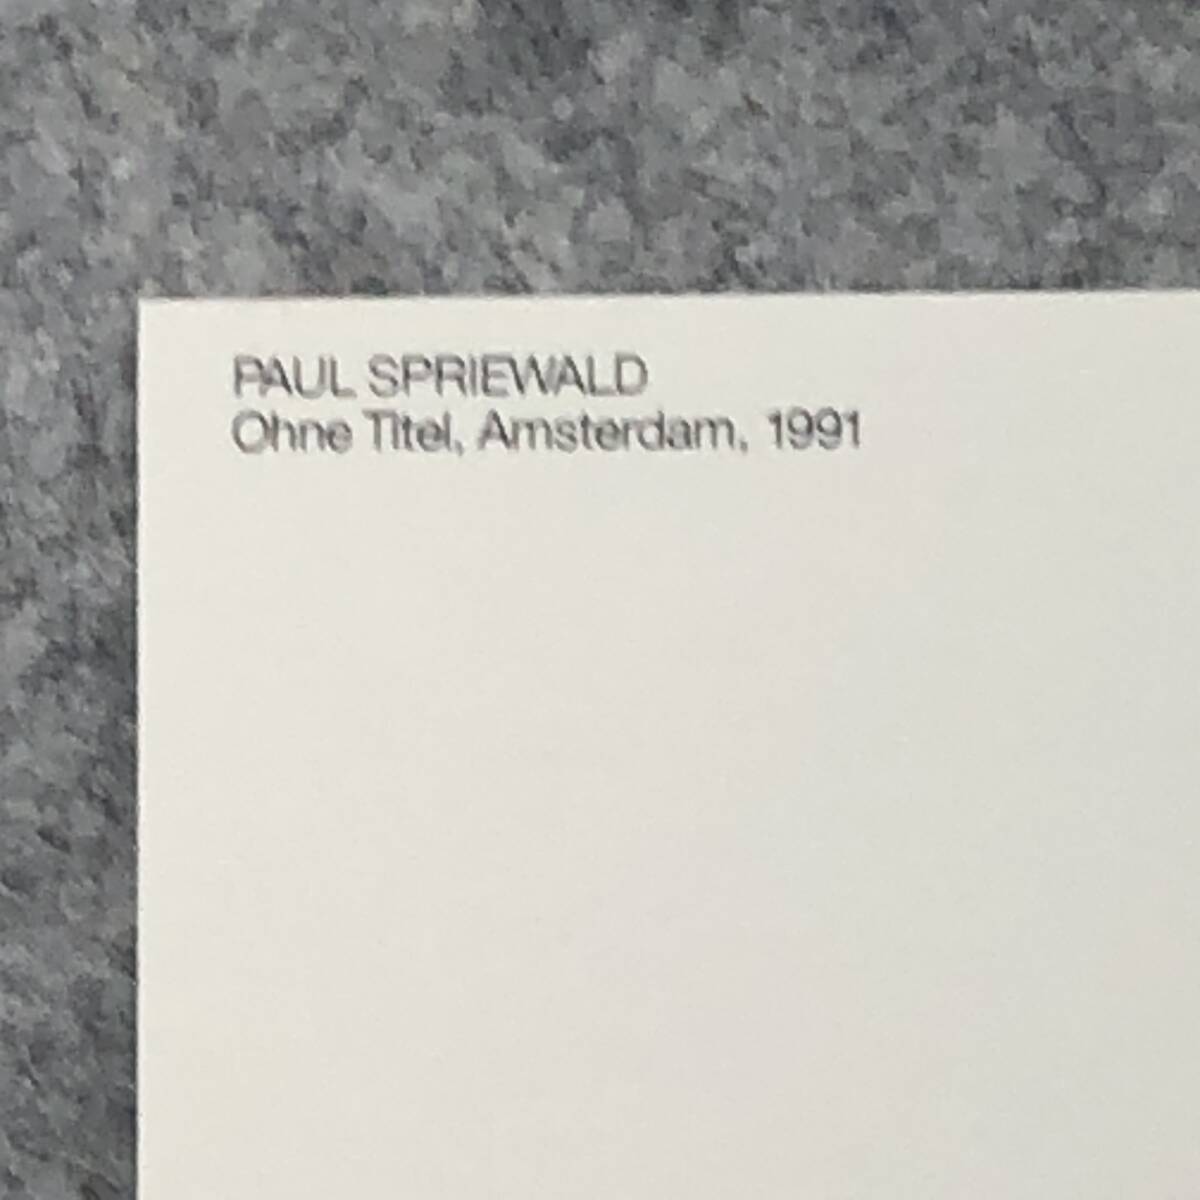 PAUL SPRIEWALD
Ohne Titel, Amsterdam, 1991